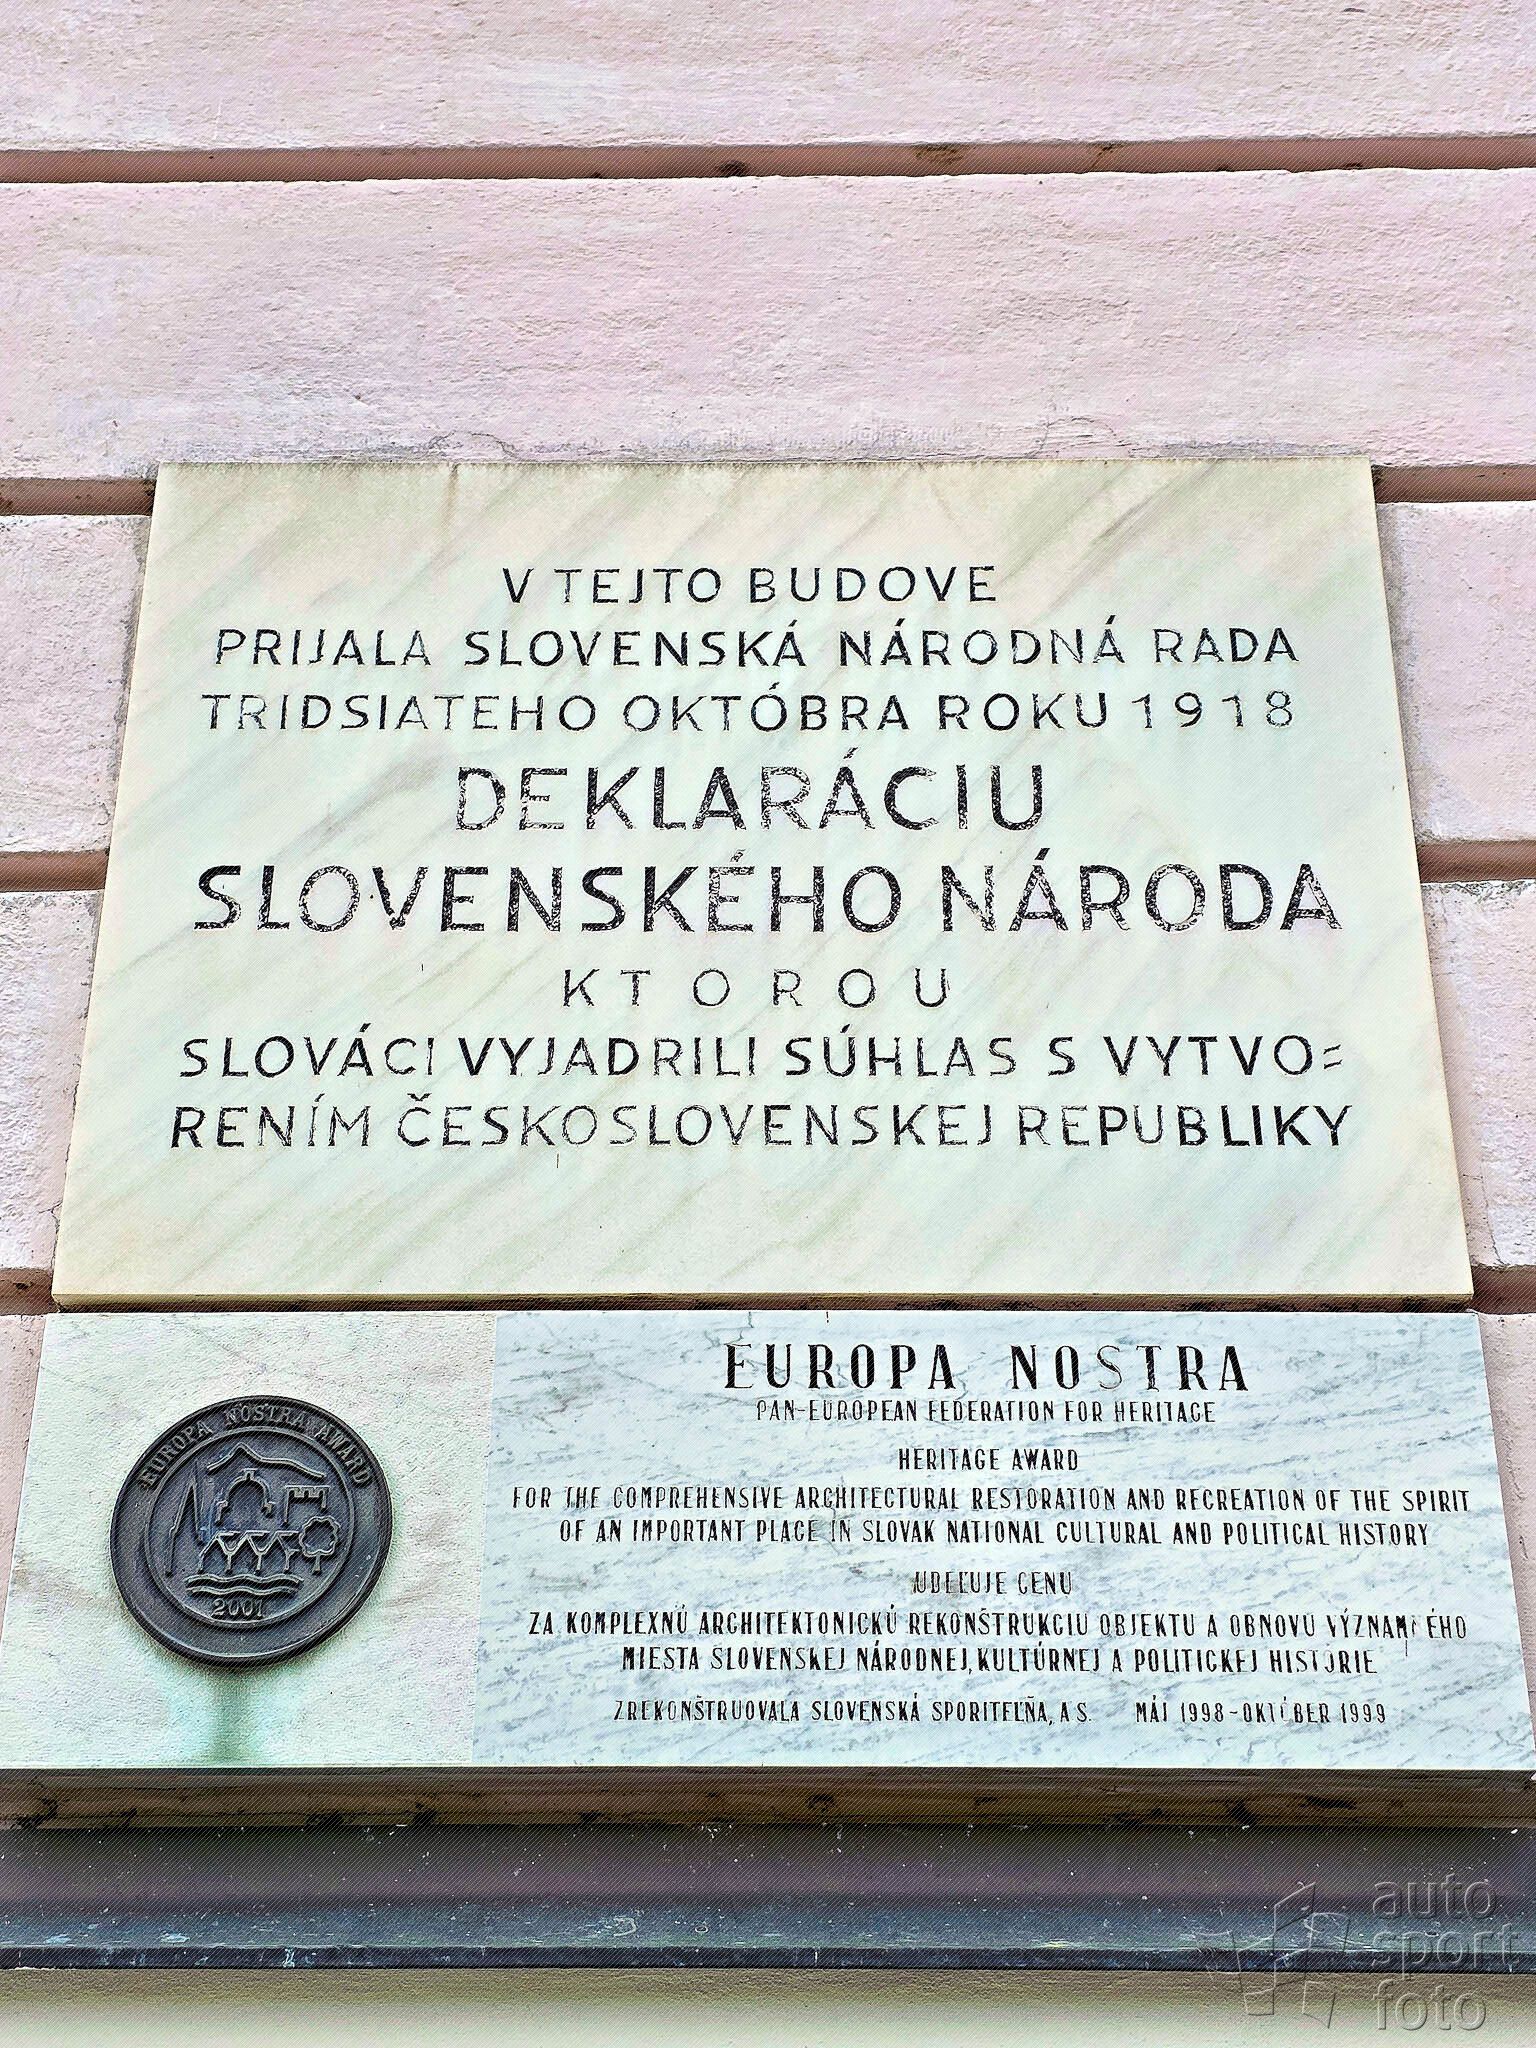 V TEJTO BUDOVE
PRIJALA SLOVENSKÁ NÁRODNÁ RADA
TRIDSIATEHO OKTÓBRA ROKU 1918
DEKLARÁCIU
SLOVENSKÉHO NÁRODA
KTOROU
SLOVÁCI VYJADRILI SÚHLAS S VYTVO=
RENÍM ČESKOSLOVENSKEJ REPUBLIKY
EUROPA NOSTRA AWARD
2001
EUROPA NOSTRA
PAN-EUROPEAN FEDERATION FOR HERITAGE
HERITAGE AWARD
FOR THE COMPREHENSIVE ARCHITECTURAL RESTORATION AND RECREATION OF THE SPIRIT
OF AN IMPORTANT PLACE IN SLOVAK NATIONAL CULTURAL AND POLITICAL HISTORY
UDEĽUJE CENU
ZA KOMPLEXNÚ ARCHITEKTONICKÚ REKONŠTRUKCIU OBJEKTU A OBNOVU VÝZNAMNÉHO
MIESTA SLOVENSKEJ NÁRODNEJ, KULTÚRNEJ A POLITICKEJ HISTÓRIE
ZREKONŠTRUOVALA SLOVENSKÁ SPORITEĽŇA, A.S. MÁJ 1998-OKTÓBER 1999
auto
sport
foto